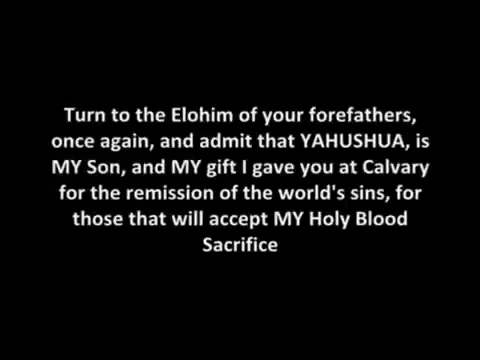 Turn to the Elohim of your forefathers,
once again, and admit that YAHUSHUA, is
MY Son, and MY gift I gave you at Calvary
for the remission of the world's sins, for
those that will accept MY Holy Blood
Sacrifice